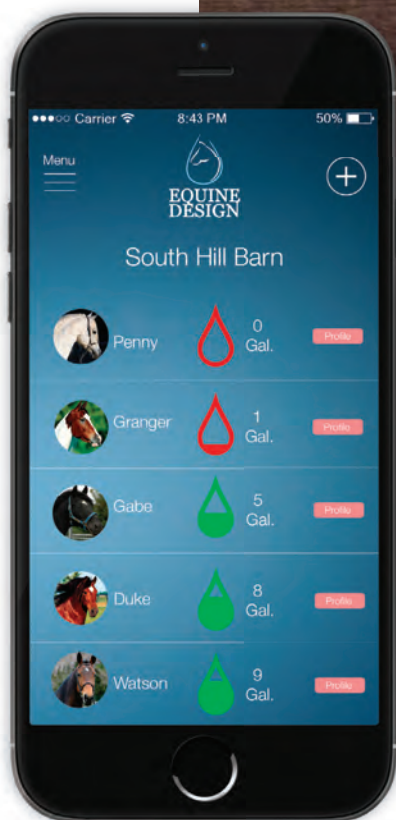 Carrier 8:43 PM 50%
Menu
EQUINE
DESIGN
South Hill Barn
Penny 0 Gal. Profile
Granger 1 Gal. Profile
Gabe 5 Gal. Profile
Duke 8 Gal. Profile
Watson 9 Gal. Profile